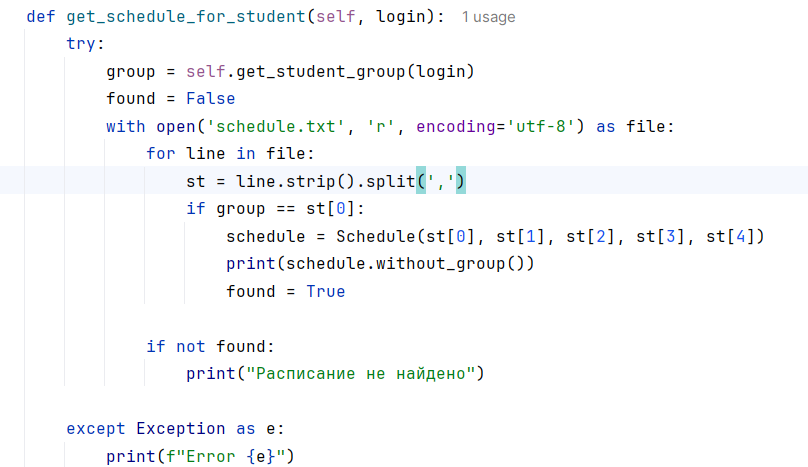 def get_schedule_for_student(self, login): 1 usage
try:
group = self.get_student_group(login)
found = False
with open('schedule.txt', 'r', encoding='utf-8') as file:
for line in file:
st = line.strip().split(',')
if group == st[0]:
schedule = Schedule(st[0], st[1], st[2], st[3], st[4])
print(schedule.without_group())
found = True
if not found:
print("Расписание не найдено")
except Exception as e:
print(f"Error {e}")